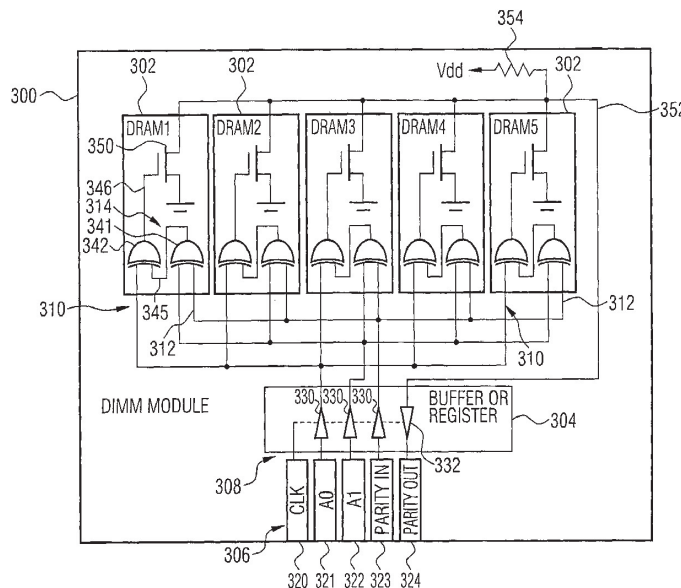 354
302
302
Vdd
302
300
352
DRAM1
DRAM2
DRAM3
DRAM4
DRAM5
350
346
314
341
342
310
345
312
312
310
330
330
330
BUFFER OR
REGISTER
304
DIMM MODULE
332
308
CLK
A0
A1
PARITY IN
PARITY OUT
306
320
321
322
323
324